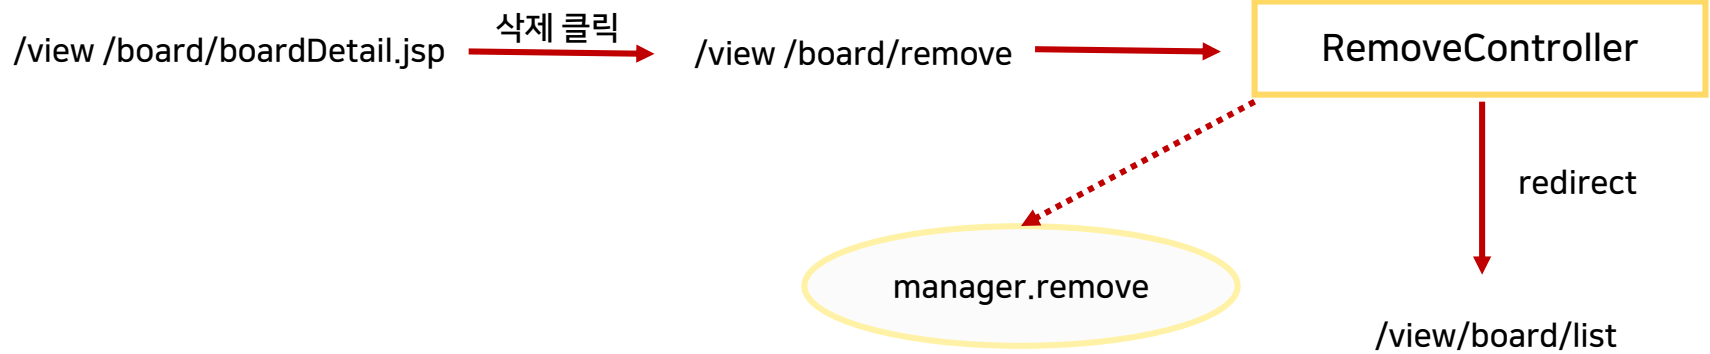 /view /board/boardDetail.jsp
삭제 클릭
/view /board/remove
RemoveController
redirect
manager.remove
/view/board/list